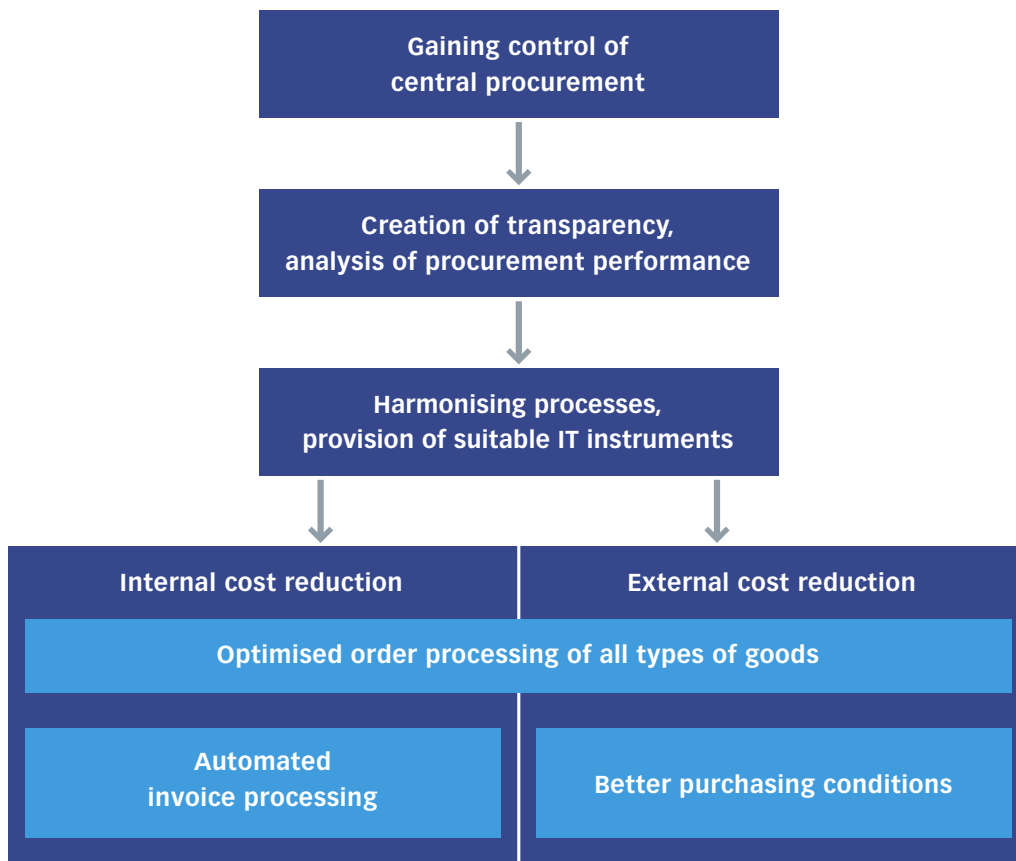 Gaining control of
central procurement
Creation of transparency,
analysis of procurement performance
Harmonising processes,
provision of suitable IT instruments
Internal cost reduction
External cost reduction
Optimised order processing of all types of goods
Automated
invoice processing
Better purchasing conditions